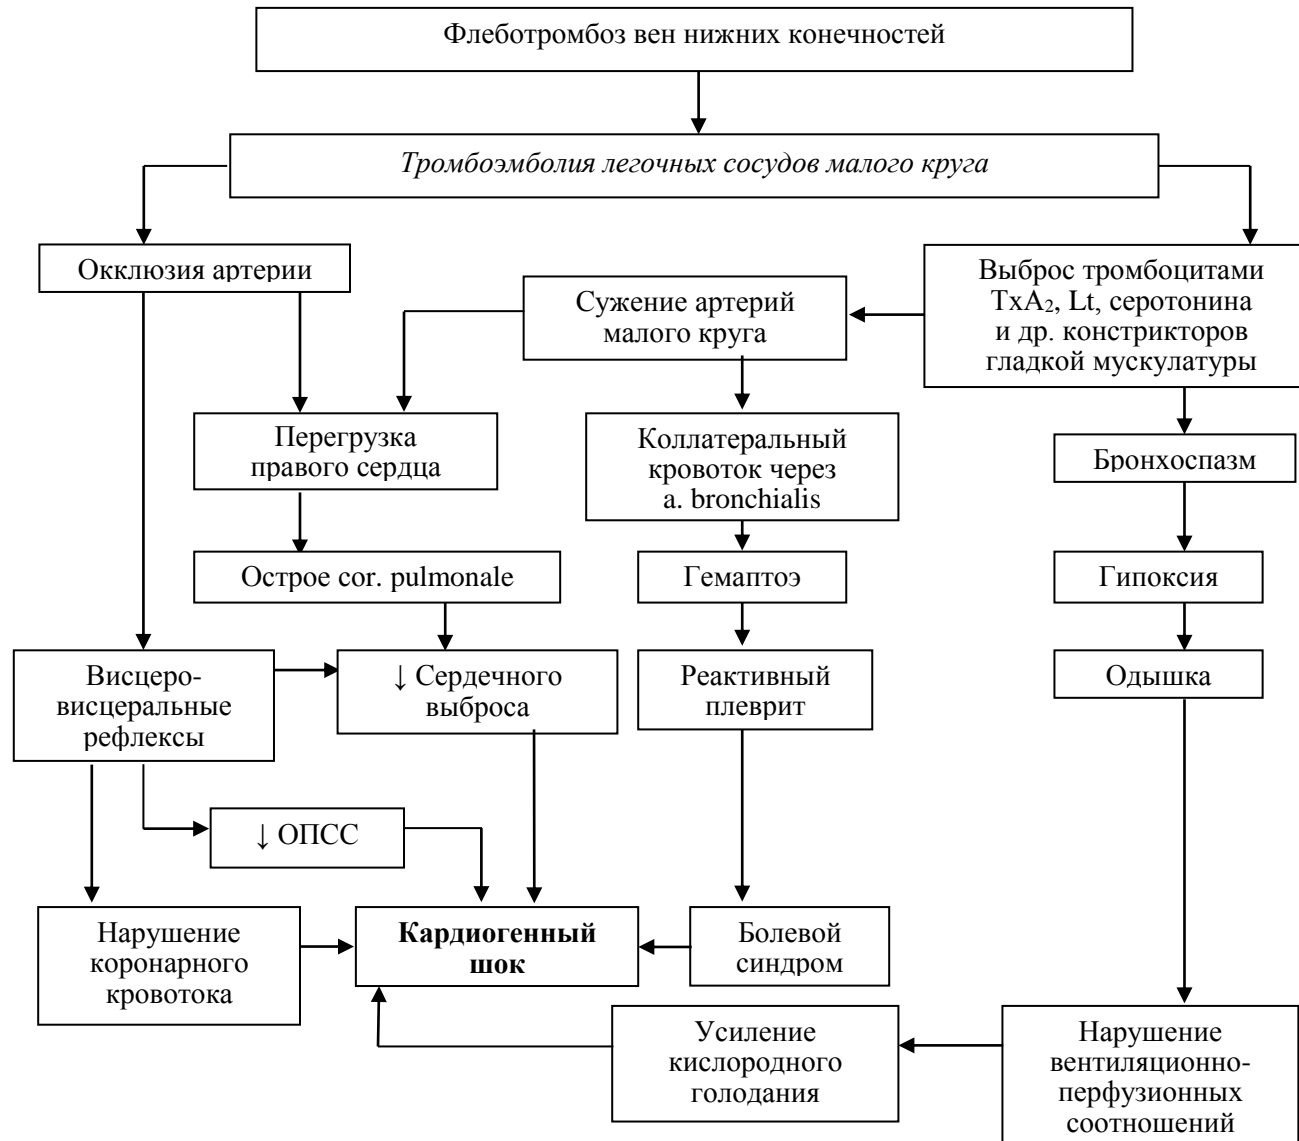 Флеботромбоз вен нижних конечностей
Тромбоэмболия легочных сосудов малого круга
Окклюзия артерии
Сужение артерий
малого круга
Выброс тромбоцитами
TxA₂, Lt, серотонина
и др. констрикторов
гладкой мускулатуры
Перегрузка
правого сердца
Коллатеральный
кровоток через
a. bronchialis
Бронхоспазм
Острое cor. pulmonale
Гемаптоэ
Гипоксия
Висцеро-
висцеральные
рефлексы
↓ Сердечного
выброса
Реактивный
плеврит
Одышка
↓ ОПСС
Нарушение
коронарного
кровотока
Кардиогенный
шок
Болевой
синдром
Усиление
кислородного
голодания
Нарушение
вентиляционно-
перфузионных
соотношений